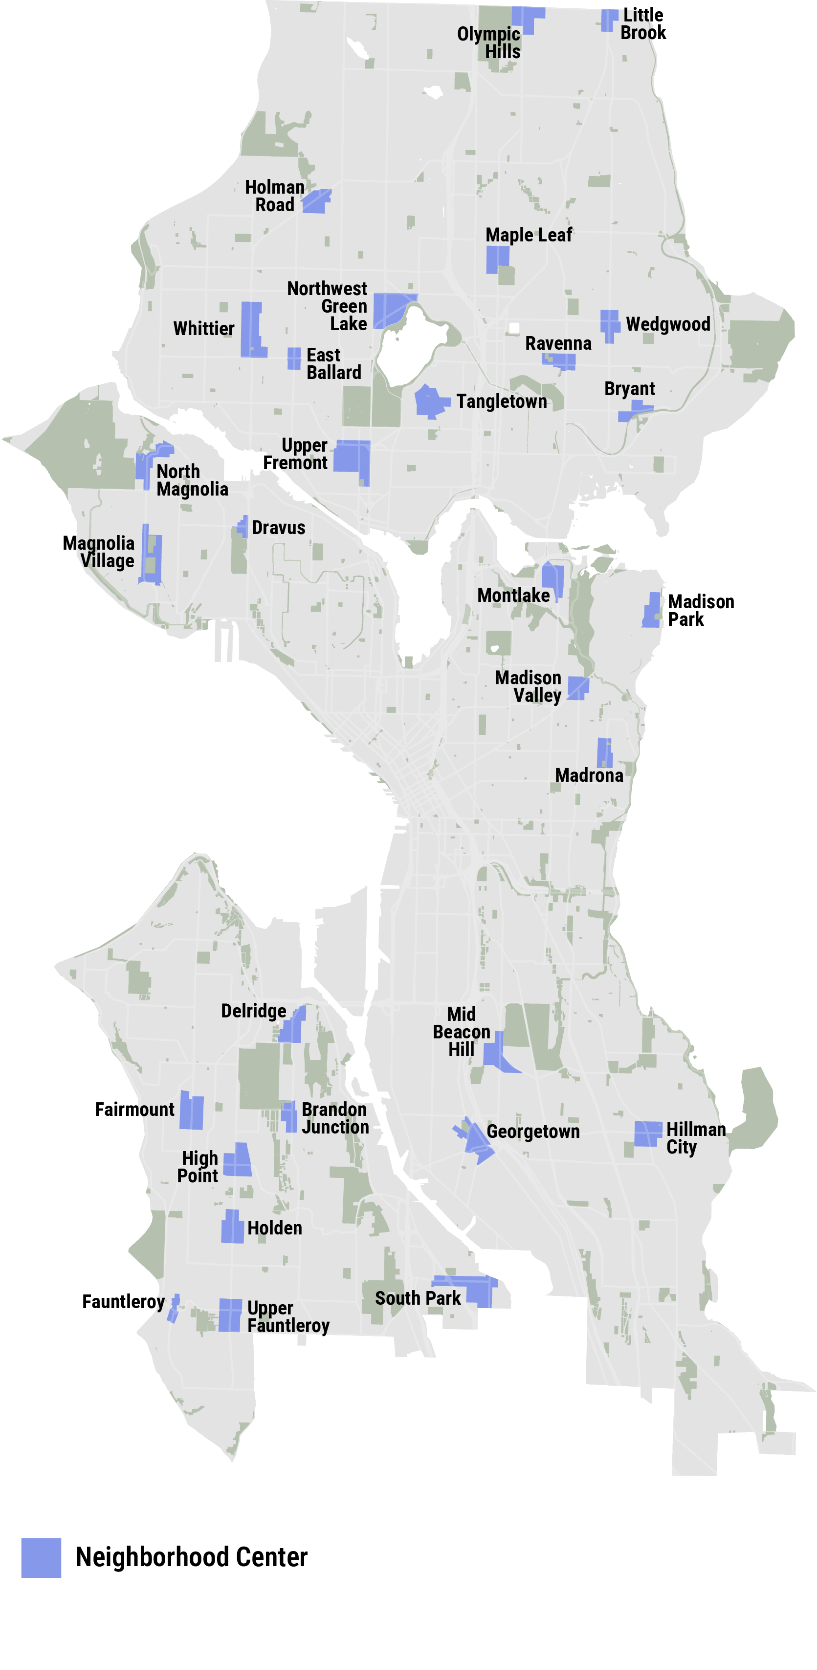 Little
Brook
Olympic
Hills
Holman
Road
Maple Leaf
Northwest
Green
Lake
Whittier
Wedgwood
Ravenna
East
Ballard
Bryant
Tangletown
Upper
Fremont
North
Magnolia
Dravus
Magnolia
Village
Montlake
Madison
Park
Madison
Valley
Madrona
Delridge
Mid
Beacon
Hill
Fairmount
Brandon
Junction
Georgetown
Hillman
City
High
Point
Holden
South Park
Fauntleroy
Upper
Fauntleroy
Neighborhood Center